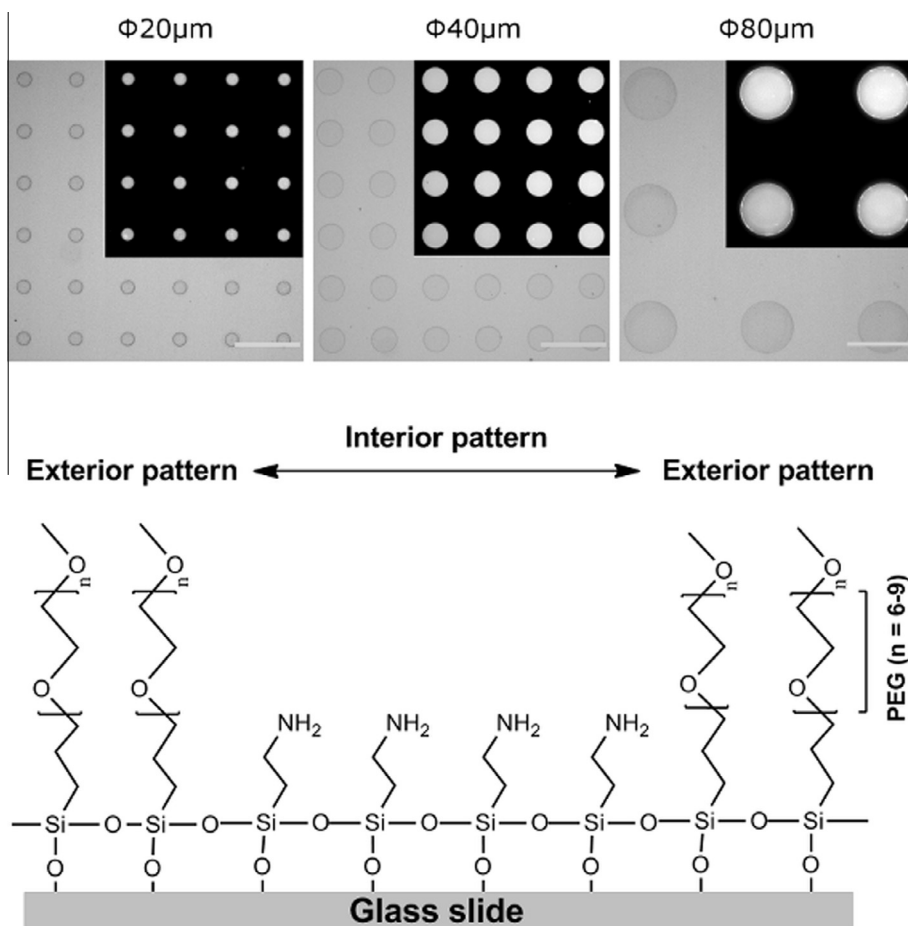 Φ20µm Φ40µm Φ80µm
Interior pattern
Exterior pattern Exterior pattern
O O O O
n n n n
PEG (n = 6-9)
O O O O
NH2 NH2 NH2 NH2
Si O Si O Si O Si O Si O Si O Si O Si
O O O O O O O O
Glass slide